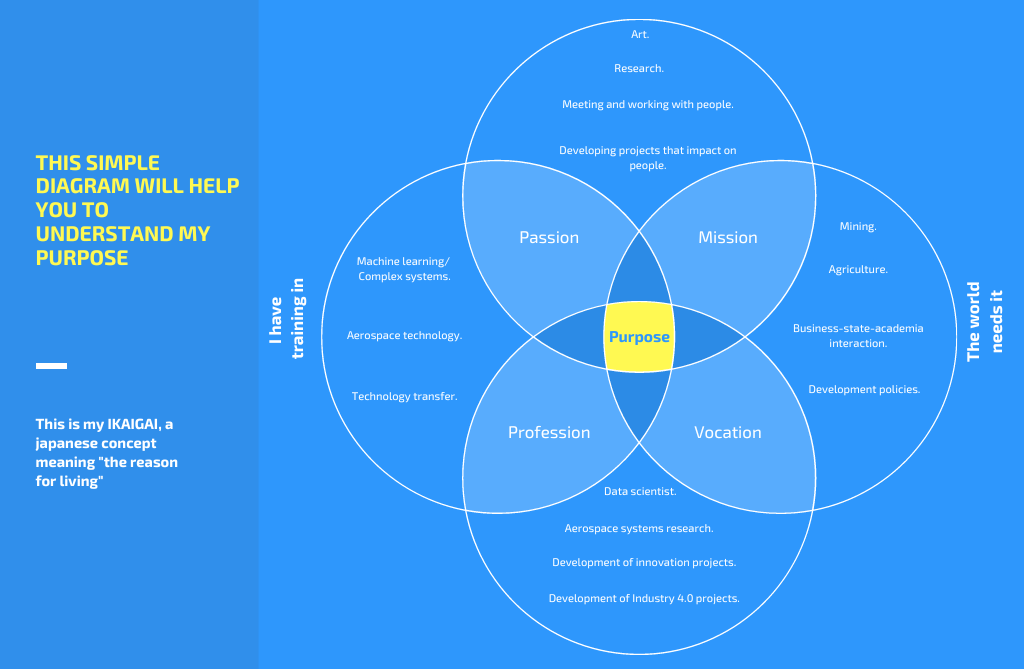 THIS SIMPLE
DIAGRAM WILL HELP
YOU TO
UNDERSTAND MY
PURPOSE
This is my IKAIGAI, a
japanese concept
meaning "the reason
for living"
Art.
Research.
Meeting and working with people.
Developing projects that impact on
people.
Passion
Mission
I have
training in
Machine learning/
Complex systems.
Aerospace technology.
Technology transfer.
Purpose
Mining.
Agriculture.
Business-state-academia
interaction.
Development policies.
The world
needs it
Profession
Vocation
Data scientist.
Aerospace systems research.
Development of innovation projects.
Development of Industry 4.0 projects.